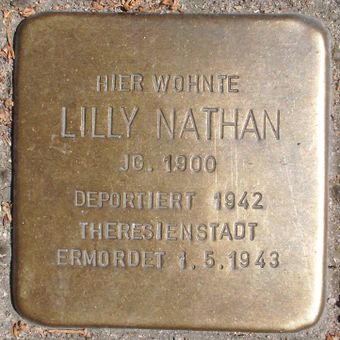 HIER WOHNTE
LILLY NATHAN
JG. 1900
DEPORTIERT 1942
THERESIENSTADT
ERMORDET 1.5.1943